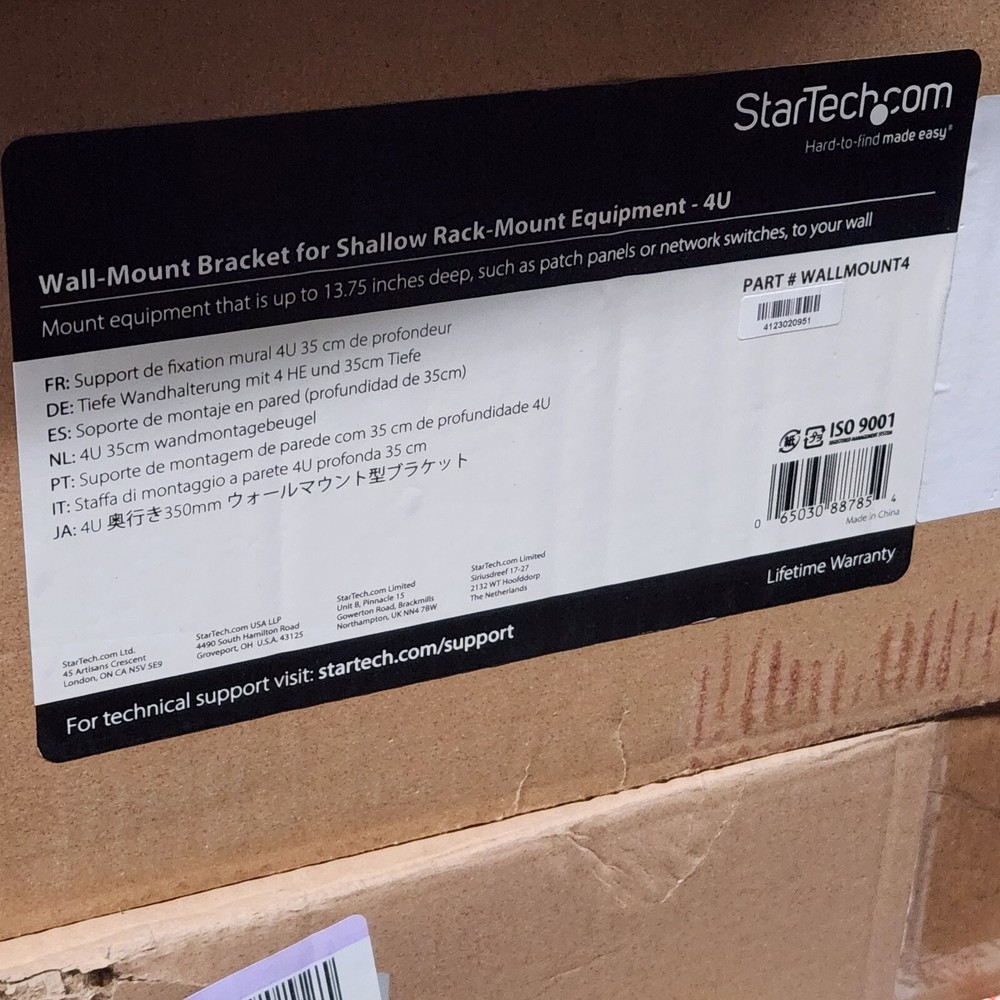 StarTech.com
Hard-to-find made easy®
Wall-Mount Bracket for Shallow Rack-Mount Equipment - 4U
Mount equipment that is up to 13.75 inches deep, such as patch panels or network switches, to your wall
PART # WALLMOUNT4
4123020951
FR: Support de fixation mural 4U 35 cm de profondeur
DE: Tiefe Wandhalterung mit 4 HE und 35cm Tiefe
ES: Soporte de montaje en pared (profundidad de 35cm)
NL: 4U 35cm wandmontagebeugel
PT: Suporte de montagem de parede com 35 cm de profundidade 4U
IT: Staffa di montaggio a parete 4U profonda 35 cm
JA: 4U 奥行き350mm ウォールマウント型ブラケット
紙 プラ ISO 9001
REGISTERED MANAGEMENT SYSTEM
0 65030 88785 4
Made in China
StarTech.com Ltd.
45 Artisans Crescent
London, ON CA N5V 5E9
StarTech.com USA LLP
4490 South Hamilton Road
Groveport, OH U.S.A. 43125
StarTech.com Limited
Unit B, Pinnacle 15
Gowerton Road, Brackmills
Northampton, UK NN4 7BW
StarTech.com Limited
Siriusdreef 17-27
2132 WT Hoofddorp
The Netherlands
Lifetime Warranty
For technical support visit: startech.com/support